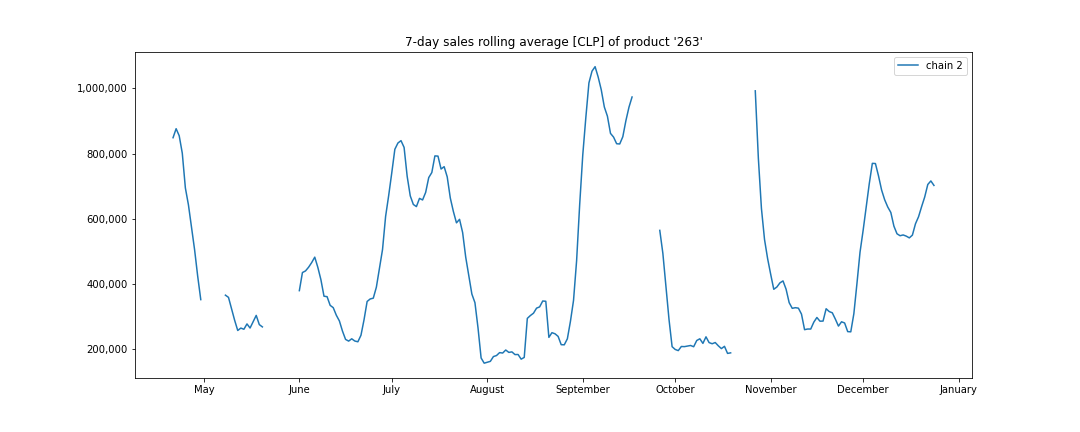 7-day sales rolling average [CLP] of product '263'
chain 2
1,000,000
800,000
600,000
400,000
200,000
May June July August September October November December January